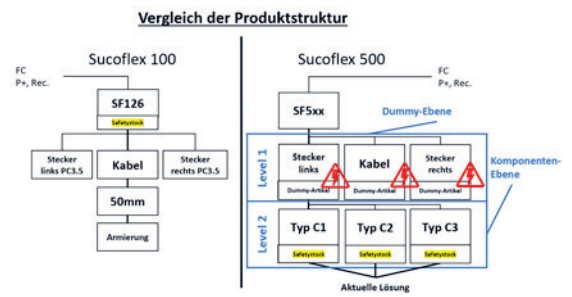 Vergleich der Produktstruktur
Sucoflex 100
FC
P+, Rec.
SF126
Safetystock
Stecker
links PC3.5
Kabel
Stecker
rechts PC3.5
50mm
Armierung
Sucoflex 500
FC
P+, Rec.
SF5xx
Dummy-Ebene
Level 1
Stecker
links
Dummy-Artikel
Kabel
Dummy-Artikel
Stecker
rechts
Dummy-Artikel
Komponenten-
Ebene
Level 2
Typ C1
Safetystock
Typ C2
Safetystock
Typ C3
Safetystock
Aktuelle Lösung